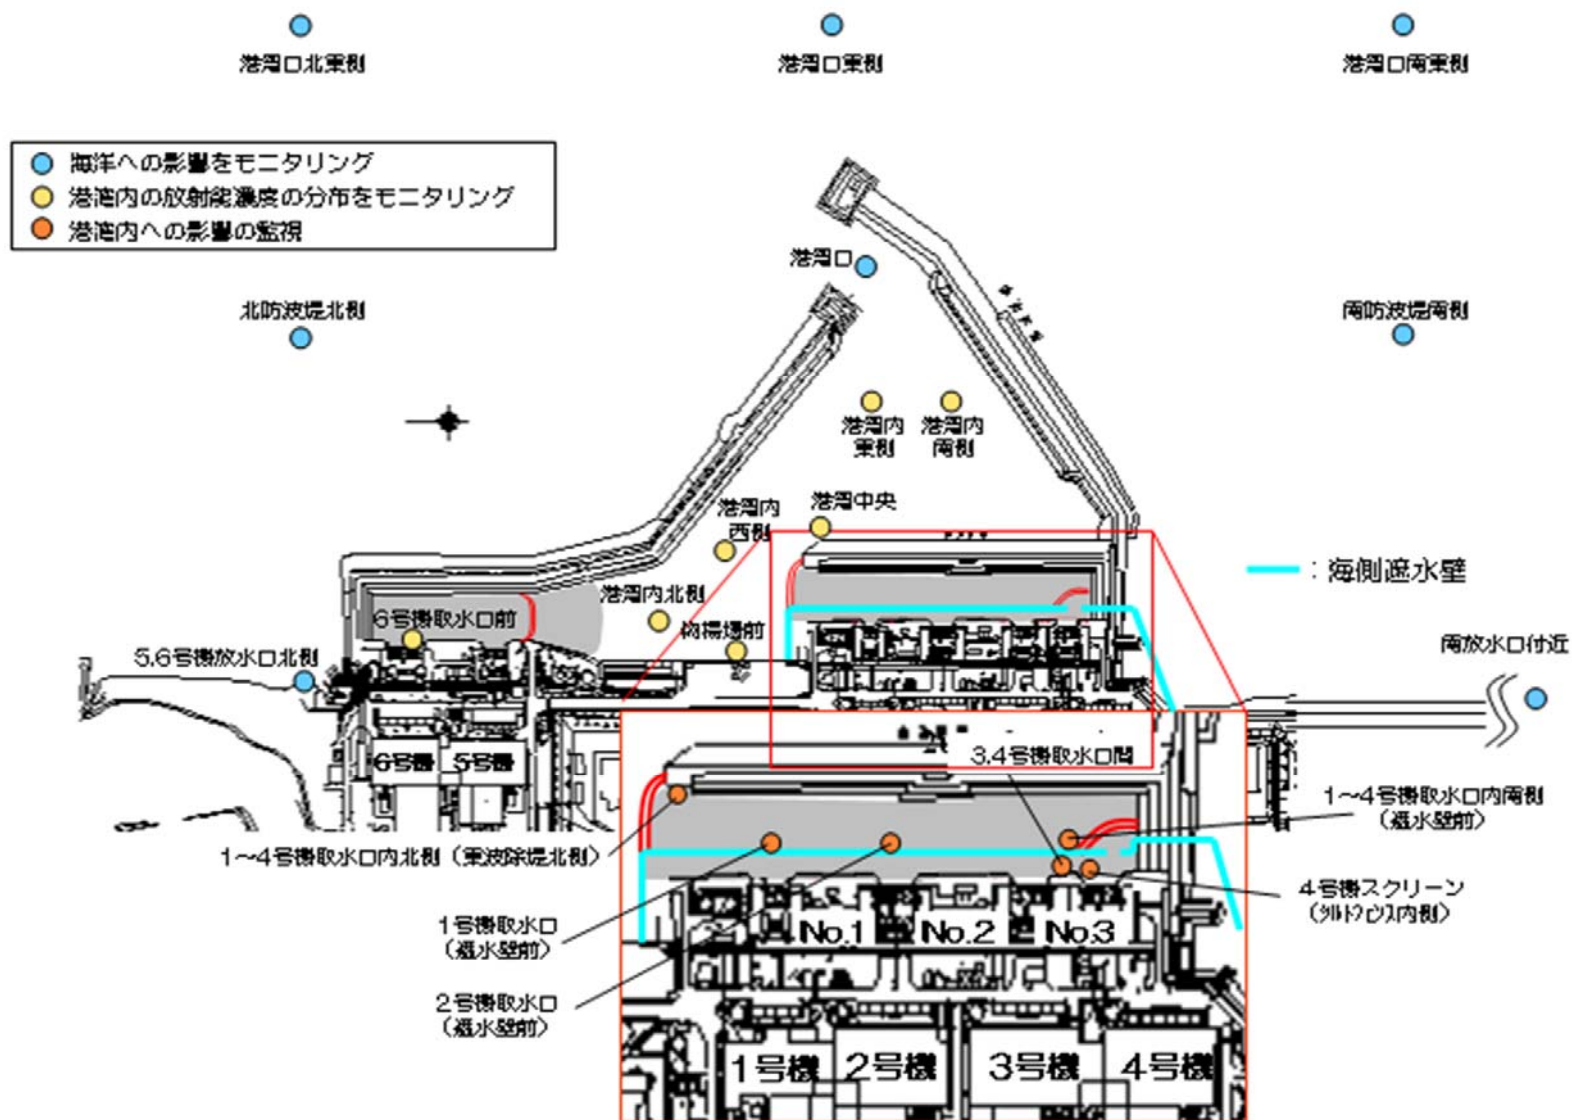 港湾口北東側
港湾口東側
港湾口南東側
海洋への影響をモニタリング
港湾内の放射能濃度の分布をモニタリング
港湾内への影響の監視
港湾口
北防波堤北側
南防波堤南側
港湾内
東側
港湾内
南側
港湾内
西側
港湾中央
:海側遮水壁
港湾内北側
6号機取水口前
物揚場前
5,6号機放水口北側
南放水口付近
6号機
5号機
3,4号機取水口間
1~4号機取水口内南側
(遮水壁前)
1~4号機取水口内北側(東波除堤北側)
4号機スクリーン
(シルトフェンス内側)
1号機取水口
(遮水壁前)
No.1
No.2
No.3
2号機取水口
(遮水壁前)
1号機
2号機
3号機
4号機